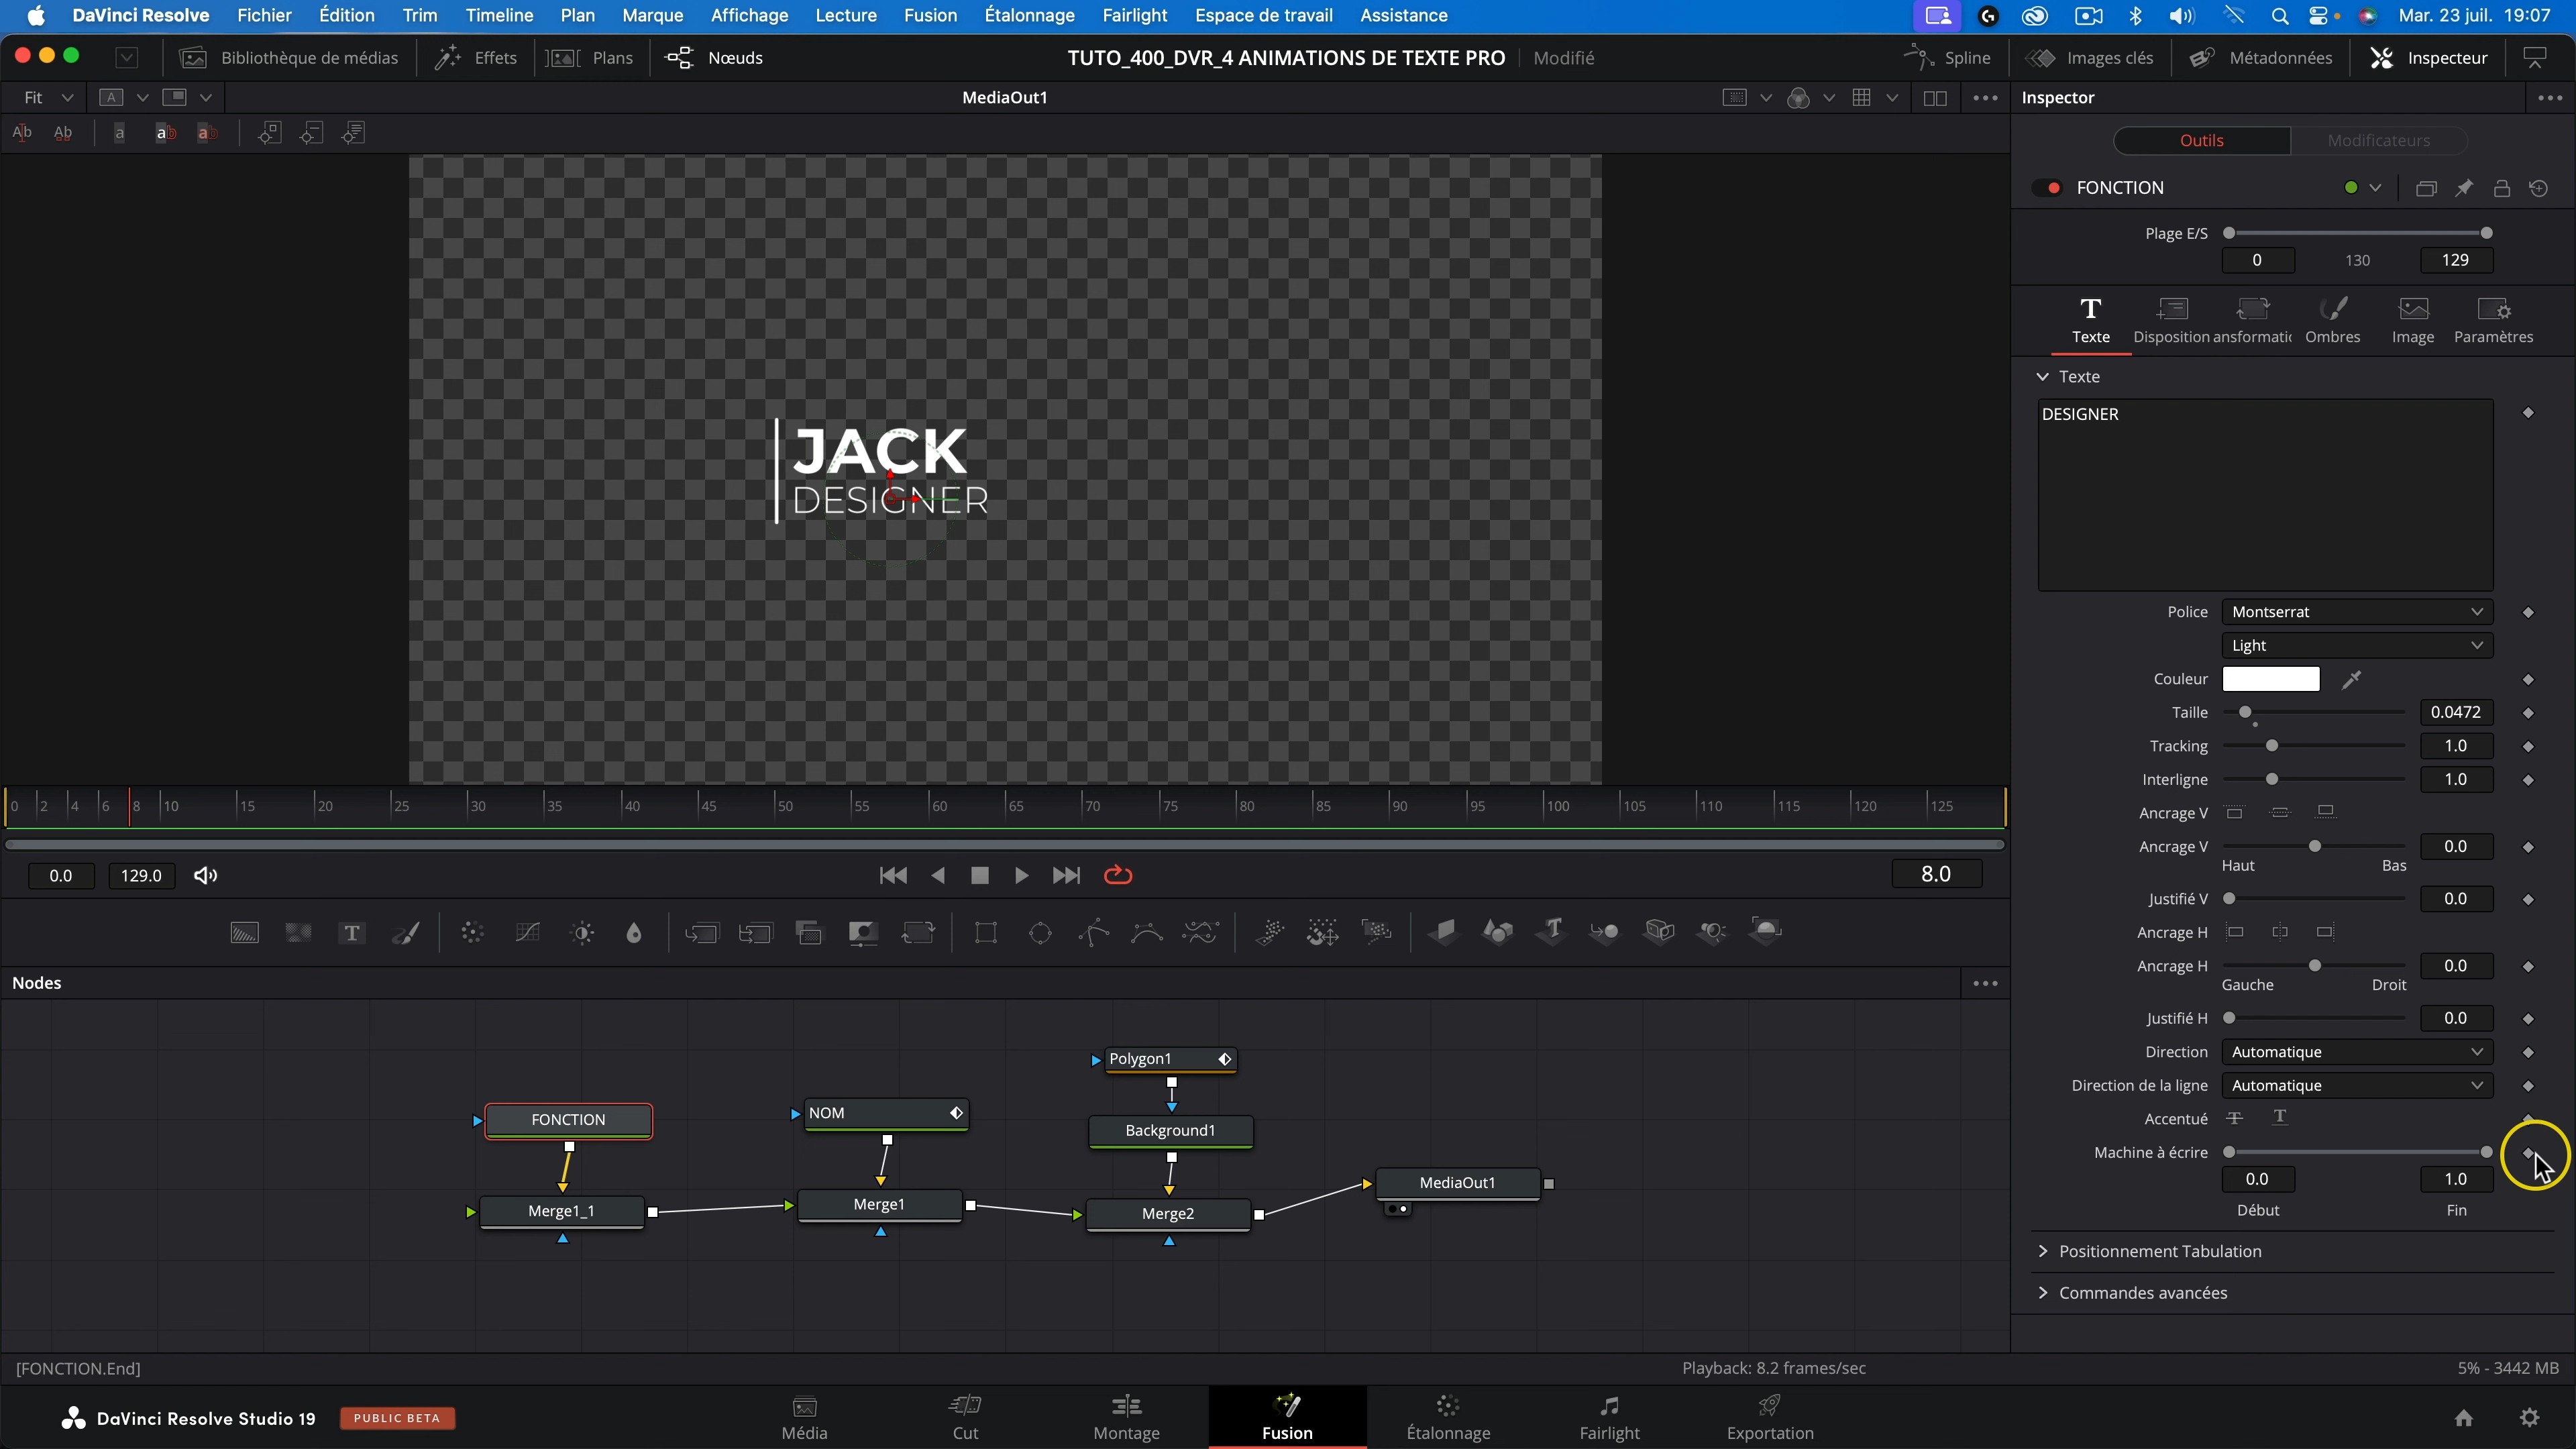 DaVinci Resolve Fichier Édition Trim Timeline Plan Marque Affichage Lecture Fusion Étalonnage Fairlight Espace de travail Assistance Mar. 23 juil. 19:07
Bibliothèque de médias Effets Plans Nœuds TUTO_400_DVR_4 ANIMATIONS DE TEXTE PRO Modifié Spline Images clés Métadonnées Inspecteur
Fit A MediaOut1 Inspector
Ab Ab a ab ab
Outils Modificateurs
FONCTION
Plage E/S
0 130 129
Texte Disposition ansformatic Ombres Image Paramètres
Texte
DESIGNER
JACK
DESIGNER
Police Montserrat
Light
Couleur
Taille 0.0472
Tracking 1.0
Interligne 1.0
Ancrage V
Ancrage V 0.0
Haut Bas
Justifié V 0.0
Ancrage H
Ancrage H 0.0
Gauche Droit
Justifié H 0.0
Direction Automatique
Direction de la ligne Automatique
Accentué T T
Machine à écrire
0.0 1.0
Début Fin
Positionnement Tabulation
Commandes avancées
0 2 4 6 8 10 15 20 25 30 35 40 45 50 55 60 65 70 75 80 85 90 95 100 105 110 115 120 125
0.0 129.0 8.0
Nodes
Polygon1
FONCTION NOM Background1
Merge1_1 Merge1 Merge2 MediaOut1
[FONCTION.End] Playback: 8.2 frames/sec 5% - 3442 MB
DaVinci Resolve Studio 19 PUBLIC BETA
Média Cut Montage Fusion Étalonnage Fairlight Exportation